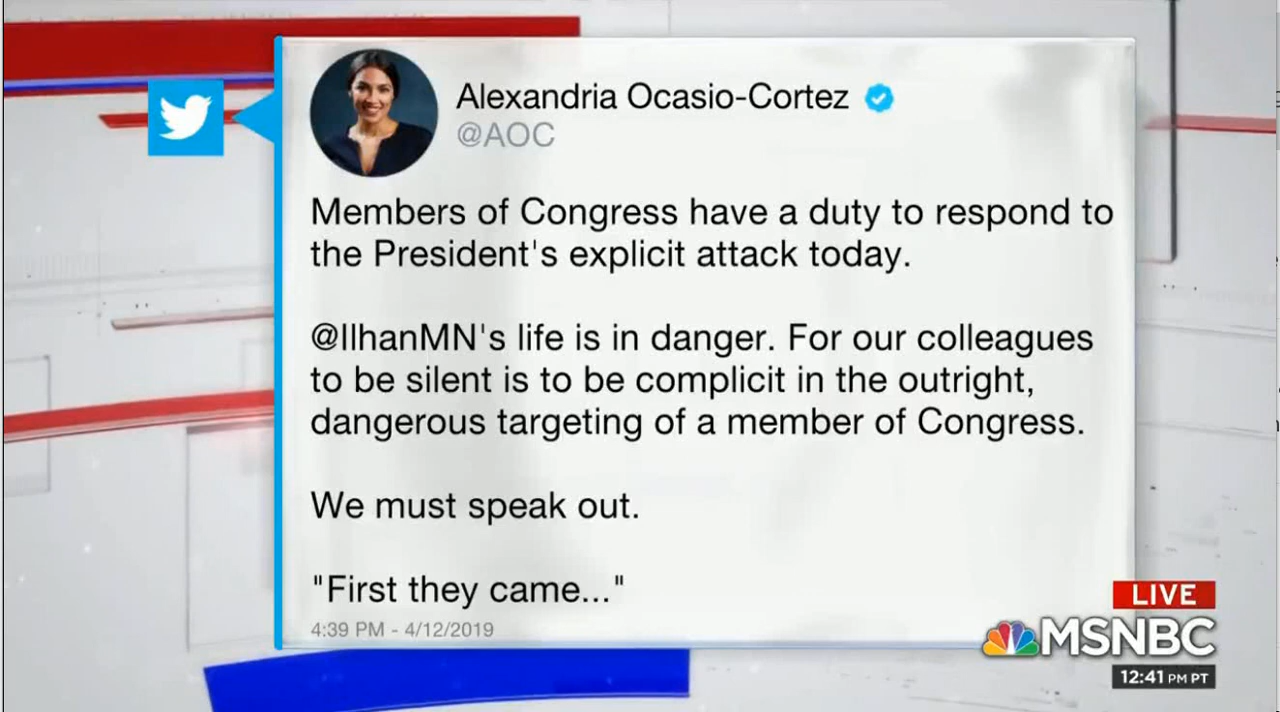 Alexandria Ocasio-Cortez
@AOC
Members of Congress have a duty to respond to
the President's explicit attack today.
@IlhanMN's life is in danger. For our colleagues
to be silent is to be complicit in the outright,
dangerous targeting of a member of Congress.
We must speak out.
"First they came..."
4:39 PM - 4/12/2019
LIVE
MSNBC
12:41 PM PT